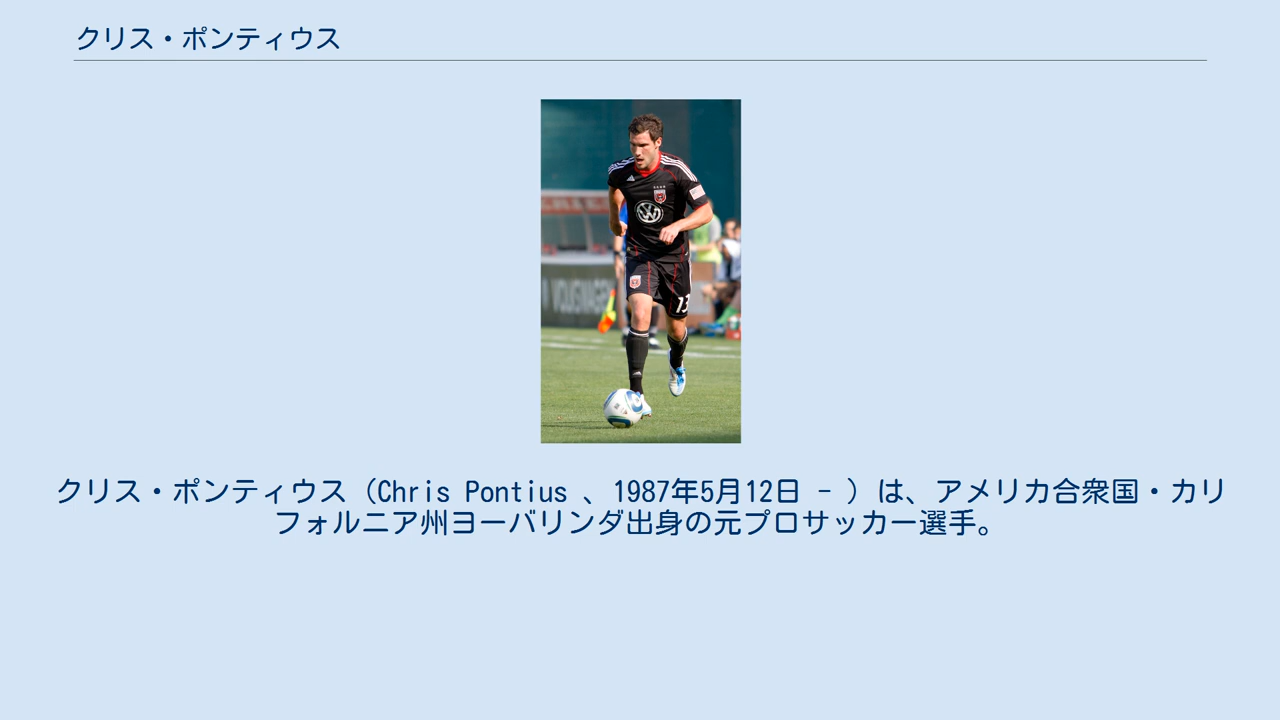 クリス・ポンティウス
13
VOLKSWAGEN
クリス・ポンティウス（Chris Pontius 、1987年5月12日 - ）は、アメリカ合衆国・カリ
フォルニア州ヨーバリンダ出身の元プロサッカー選手。